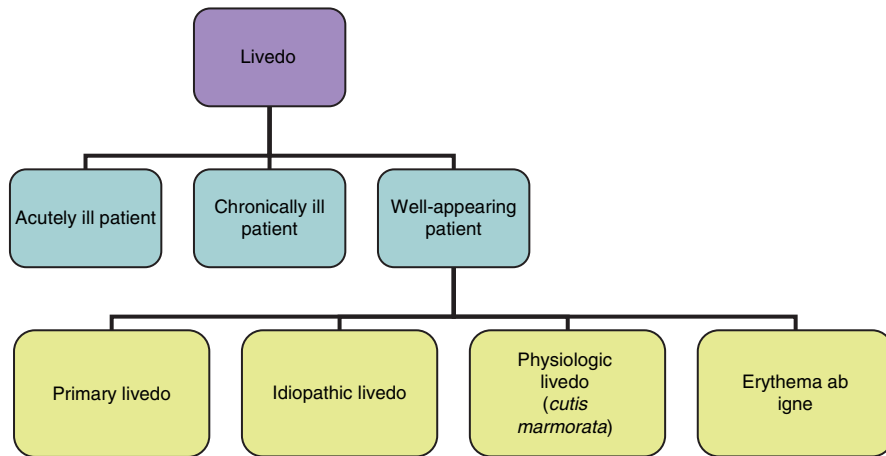 Livedo
Acutely ill patient
Chronically ill
patient
Well-appearing
patient
Primary livedo
Idiopathic livedo
Physiologic
livedo
(cutis
marmorata)
Erythema ab
igne